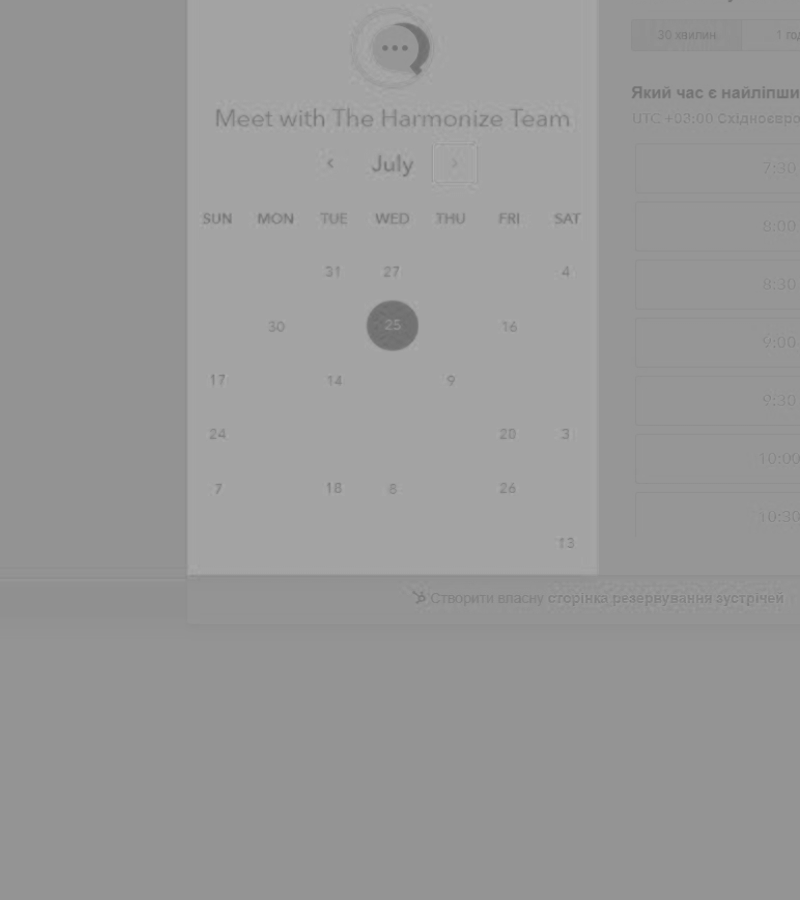 Meet with The Harmonize Team
‹ July ›
SUN MON TUE WED THU FRI SAT
31 27 4
30 25 16
17 14 9
24 28 3
7 18 8 26
13
30 хвилин
1 го
Який час є найліпши
UTC +03:00 Східноєвро
7:30
8:00
8:30
9:00
9:30
10:00
10:30
Створити власну сторінка резервування зустрічей